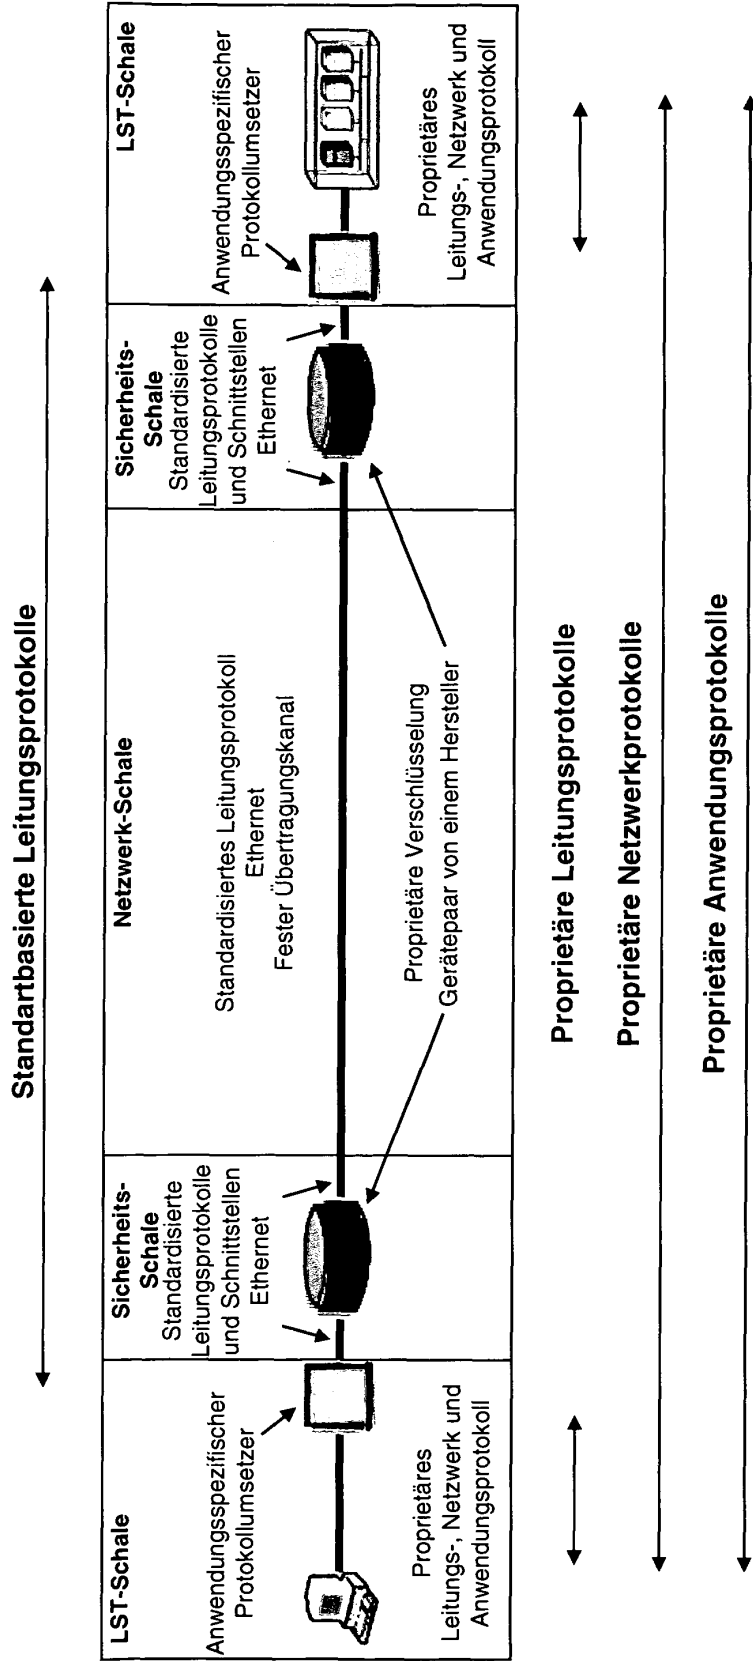 Standartbasierte Leitungsprotokolle
LST-Schale
Anwendungsspezifischer
Protokollumsetzer
Proprietäres
Leitungs-, Netzwerk und
Anwendungsprotokoll
Sicherheits-
Schale
Standardisierte
Leitungsprotokolle
und Schnittstellen
Ethernet
Netzwerk-Schale
Standardisiertes Leitungsprotokoll
Ethernet
Fester Übertragungskanal
Proprietäre Verschlüsselung
Gerätepaar von einem Hersteller
Sicherheits-
Schale
Standardisierte
Leitungsprotokolle
und Schnittstellen
Ethernet
LST-Schale
Anwendungsspezifischer
Protokollumsetzer
Proprietäres
Leitungs-, Netzwerk und
Anwendungsprotokoll
Proprietäre Leitungsprotokolle
Proprietäre Netzwerkprotokolle
Proprietäre Anwendungsprotokolle